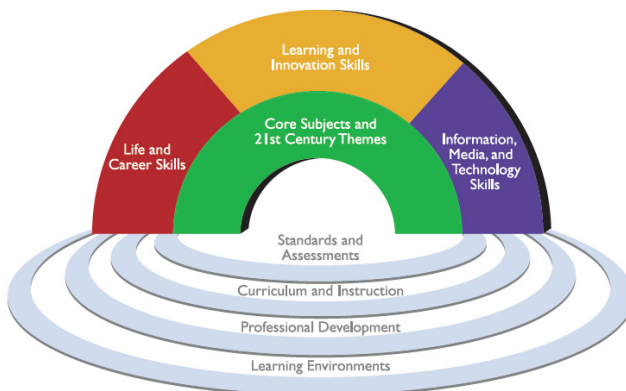 Learning and
Innovation Skills
Core Subjects and
21st Century Themes
Life and
Career Skills
Information,
Media, and
Technology
Skills
Standards and
Assessments
Curriculum and Instruction
Professional Development
Learning Environments